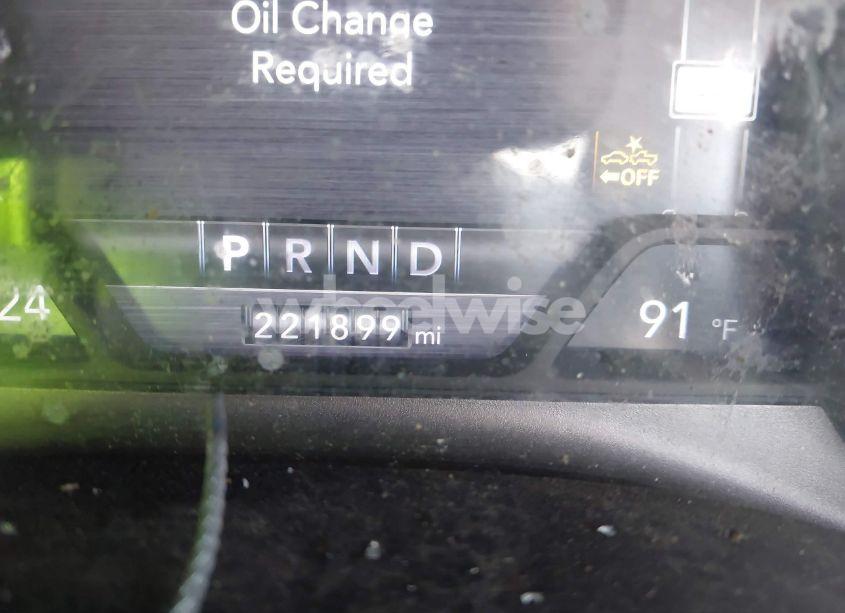 Oil Change
Required
OFF
P R N D
24
221899 mi
91 °F
wheelwise